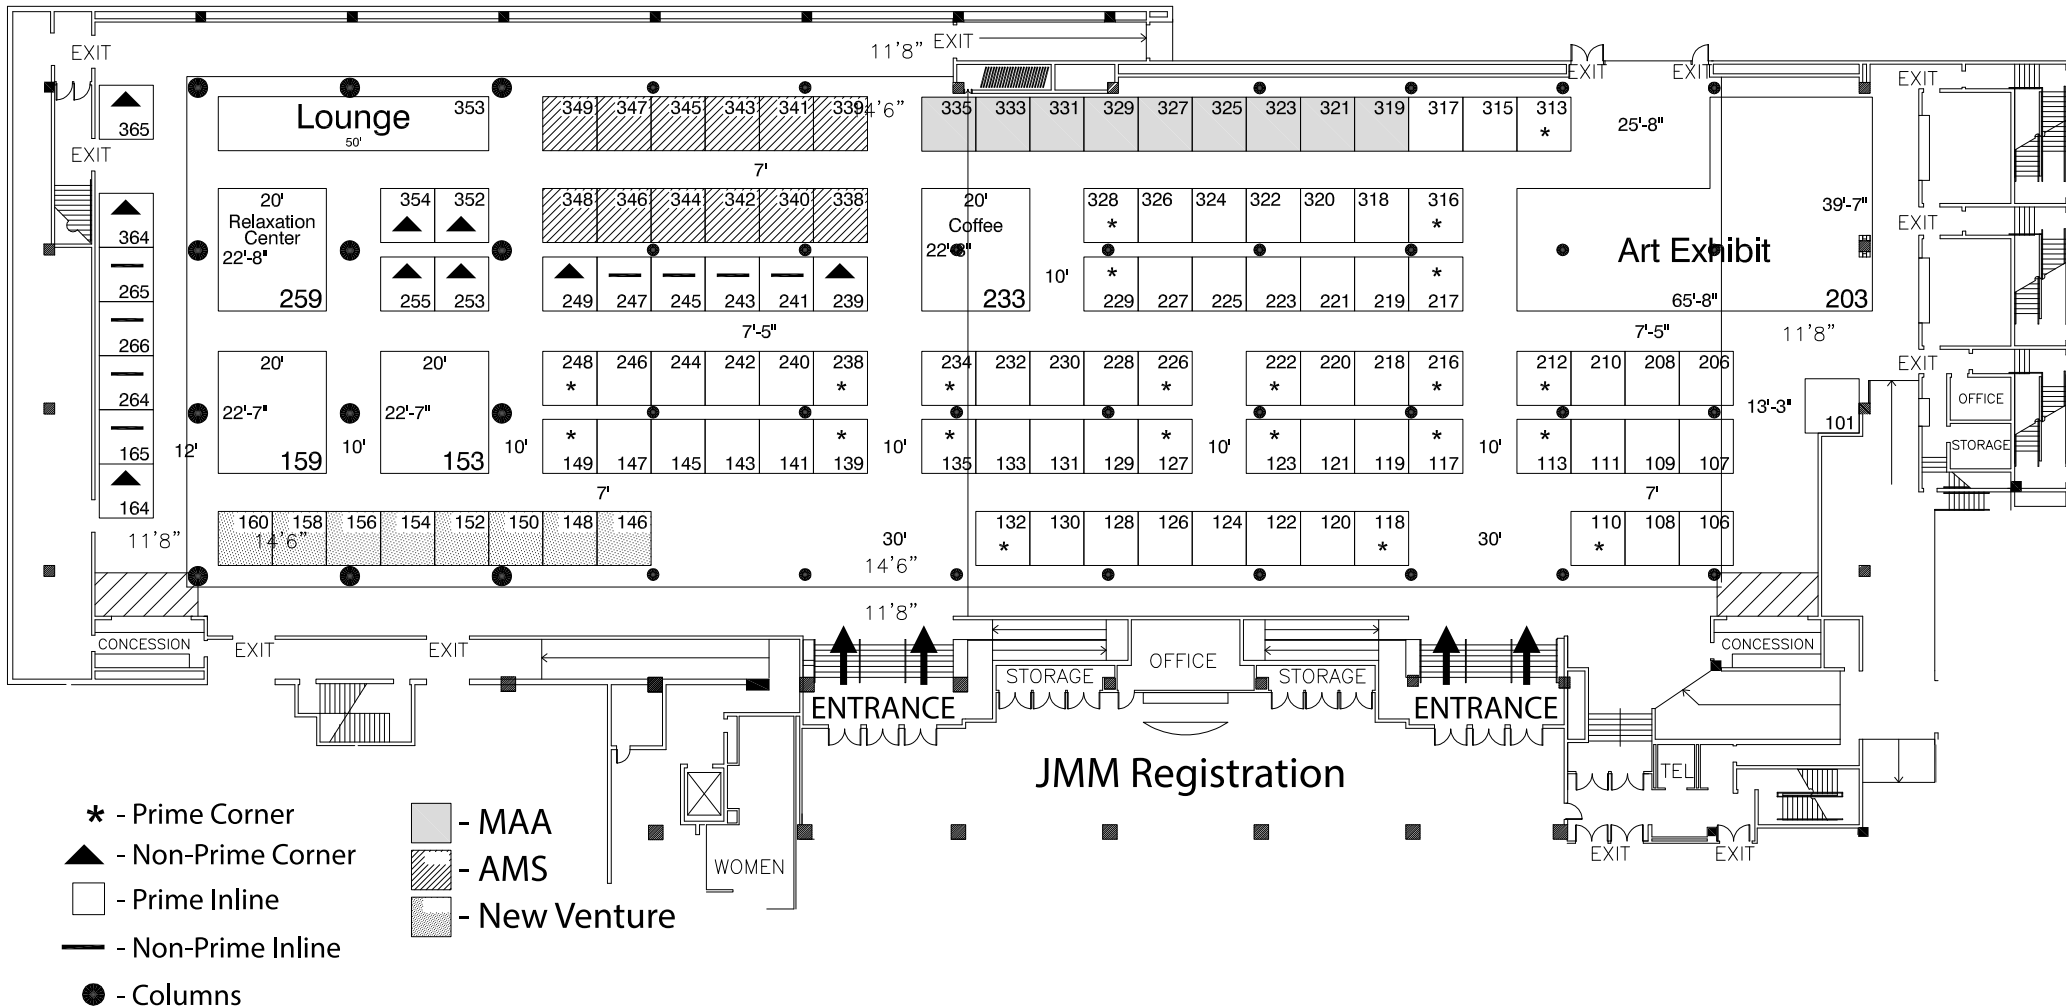 11'8" EXIT
EXIT
EXIT EXIT
EXIT
365
Lounge 353
50'
349 347 345 343 341 339 14'6"
335 333 331 329 327 325 323 321 319 317 315 313
*
25'-8"
EXIT
7'
364
20'
Relaxation
Center
22'-8"
259
354 352
348 346 344 342 340 338
20'
Coffee
22'-8"
233
328 326 324 322 320 318 316
* *
39'-7"
EXIT
Art Exhibit
65'-8" 203
265
255 253
249 247 245 243 241 239
10'
* *
229 227 225 223 221 219 217
7'-5" 7'-5" 11'8"
266
20' 20'
248 246 244 242 240 238
* *
234 232 230 228 226
* *
222 220 218 216
* *
212 210 208 206
*
EXIT
264
22'-7" 22'-7"
13'-3"
101
OFFICE
STORAGE
165
12' 159 10' 153 10'
* *
149 147 145 143 141 139
10'
* *
135 133 131 129 127
10'
* *
123 121 119 117
10'
*
113 111 109 107
164
7' 7'
160 158 156 154 152 150 148 146
132 130 128 126 124 122 120 118
* *
110 108 106
*
11'8" 14'6" 30' 30'
14'6"
11'8"
CONCESSION EXIT EXIT
STORAGE OFFICE STORAGE
CONCESSION
ENTRANCE ENTRANCE
JMM Registration
TEL
WOMEN
EXIT EXIT
* - Prime Corner
- Non-Prime Corner
- Prime Inline
- Non-Prime Inline
- Columns
- MAA
- AMS
- New Venture